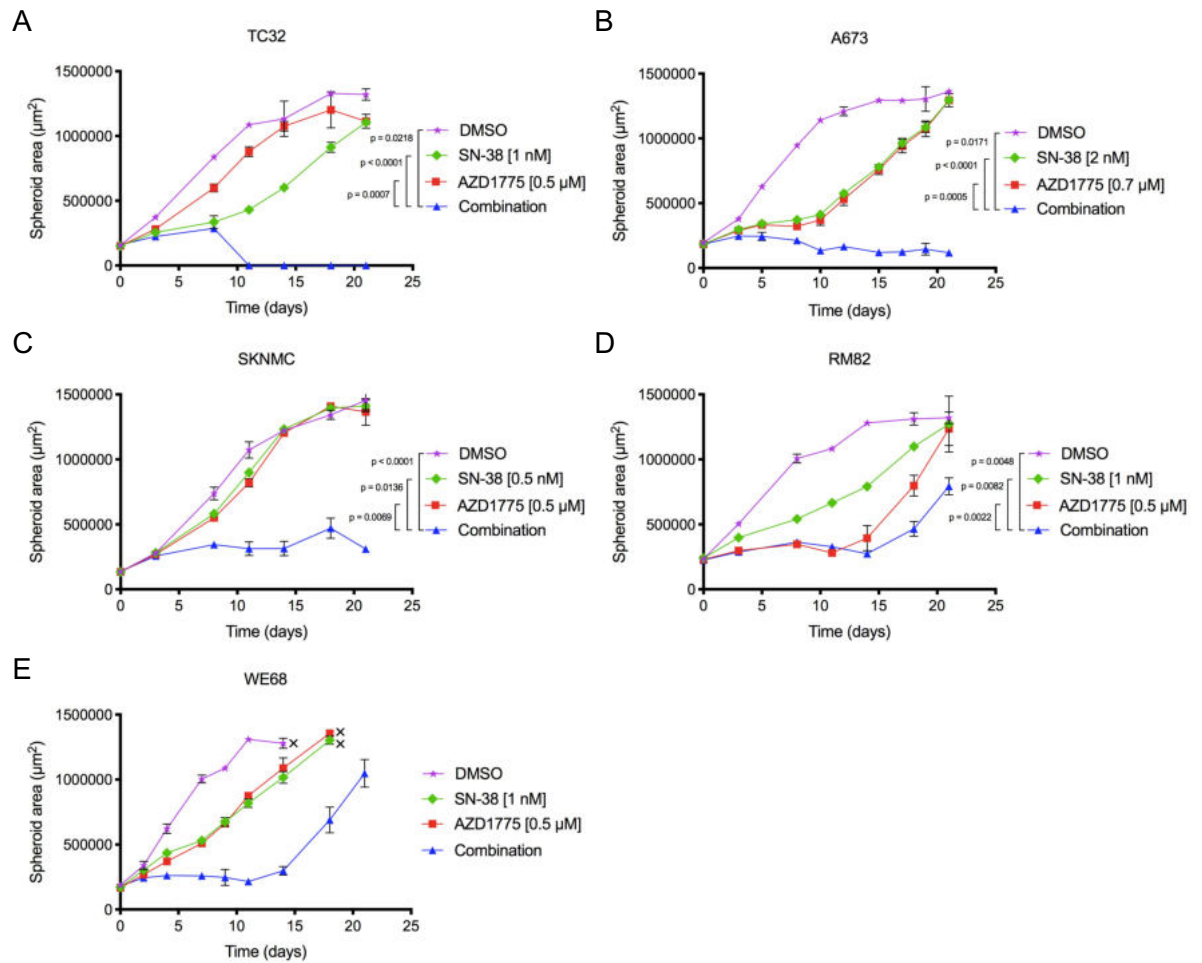 A
TC32
Spheroid area (µm²)
1500000
1000000
500000
0
0 5 10 15 20 25
Time (days)
p = 0.0218
p < 0.0001
p = 0.0007
DMSO
SN-38 [1 nM]
AZD1775 [0.5 µM]
Combination
B
A673
Spheroid area (µm²)
1500000
1000000
500000
0
0 5 10 15 20 25
Time (days)
p = 0.0171
p < 0.0001
p = 0.0005
DMSO
SN-38 [2 nM]
AZD1775 [0.7 µM]
Combination
C
SKNMC
Spheroid area (µm²)
1500000
1000000
500000
0
0 5 10 15 20 25
Time (days)
p < 0.0001
p = 0.0136
p = 0.0069
DMSO
SN-38 [0.5 nM]
AZD1775 [0.5 µM]
Combination
D
RM82
Spheroid area (µm²)
1500000
1000000
500000
0
0 5 10 15 20 25
Time (days)
p = 0.0048
p = 0.0082
p = 0.0022
DMSO
SN-38 [1 nM]
AZD1775 [0.5 µM]
Combination
E
WE68
Spheroid area (µm²)
1500000
1000000
500000
0
0 5 10 15 20 25
Time (days)
DMSO
SN-38 [1 nM]
AZD1775 [0.5 µM]
Combination